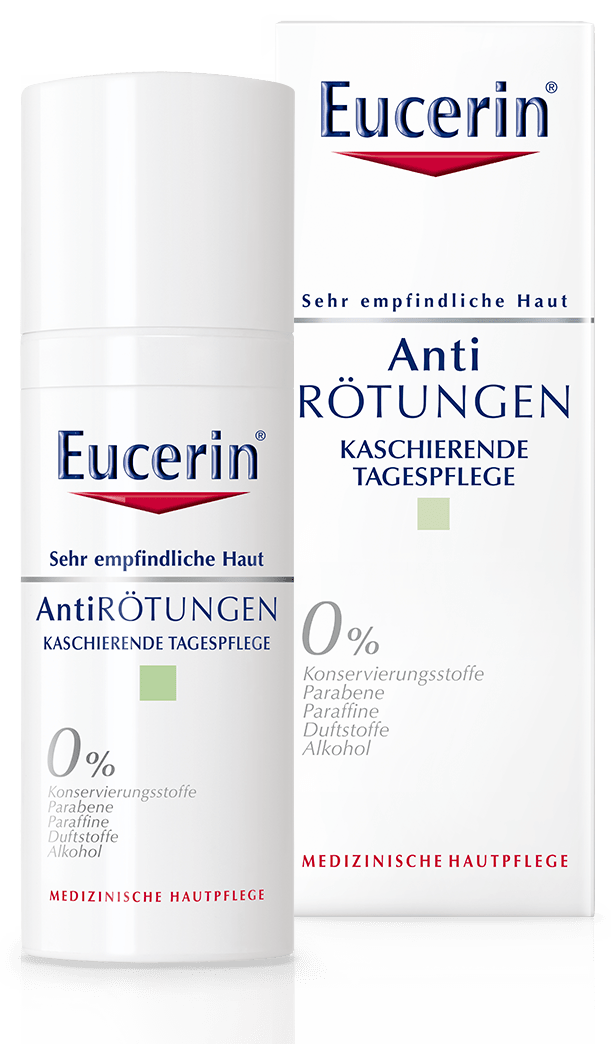 Eucerin®
Sehr empfindliche Haut
AntiRÖTUNGEN
KASCHIERENDE TAGESPFLEGE
0%
Konservierungsstoffe
Parabene
Paraffine
Duftstoffe
Alkohol
MEDIZINISCHE HAUTPFLEGE
Eucerin®
Sehr empfindliche Haut
Anti
RÖTUNGEN
KASCHIERENDE
TAGESPFLEGE
0%
Konservierungsstoffe
Parabene
Paraffine
Duftstoffe
Alkohol
MEDIZINISCHE HAUTPFLEGE